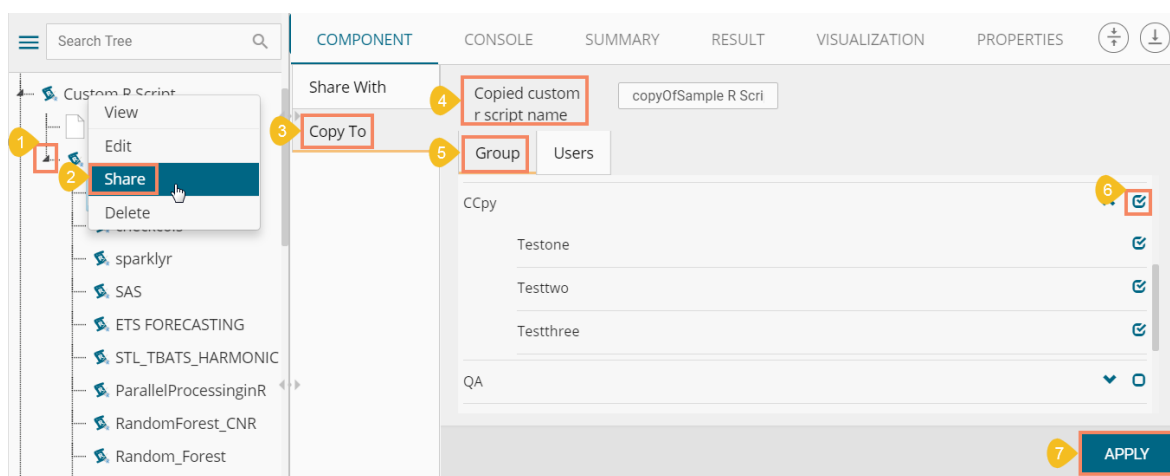 Search Tree
COMPONENT CONSOLE SUMMARY RESULT VISUALIZATION PROPERTIES
Custom R Script
View
Edit
Share
Delete
sparklyr
SAS
ETS FORECASTING
STL_TBATS_HARMONIC
ParallelProcessinginR
RandomForest_CNR
Random_Forest
1
2
Share With
3 Copy To
4 Copied custom
r script name
copyOfSample R Scri
5 Group Users
6
CCpy
Testone
Testtwo
Testthree
QA
7 APPLY